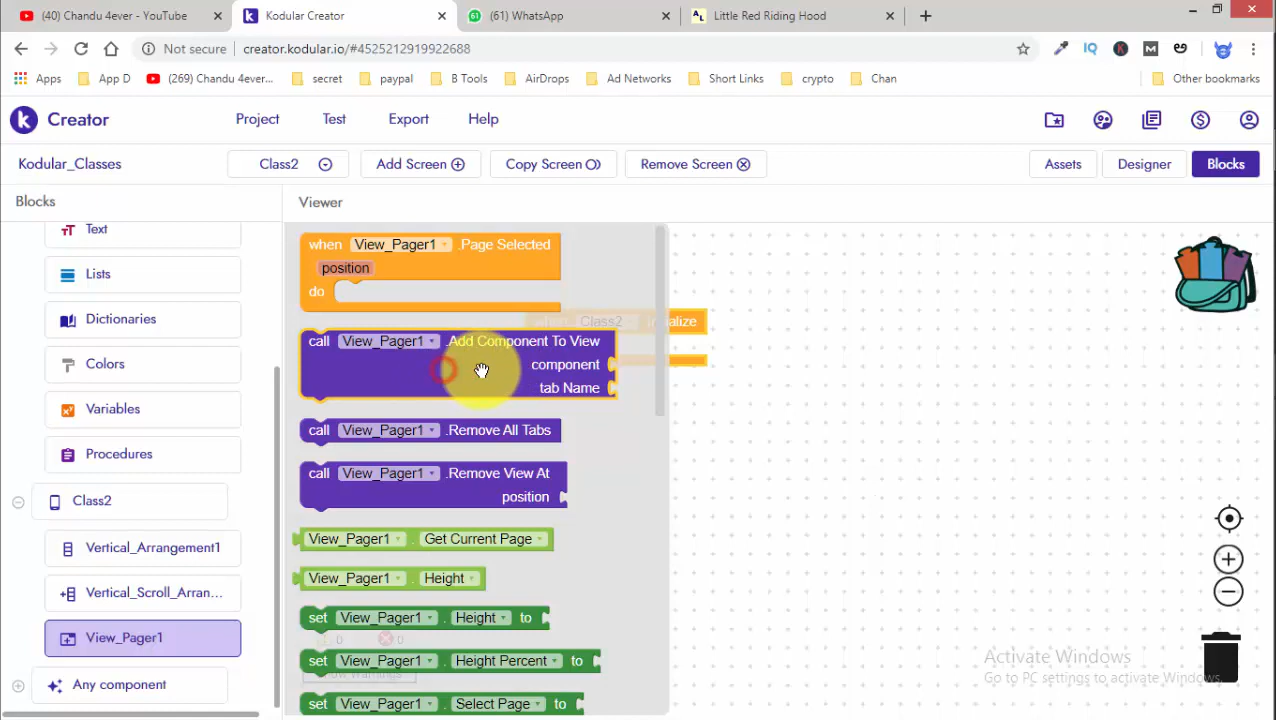 (40) Chandu 4ever - YouTube
Kodular Creator
(61) WhatsApp
Little Red Riding Hood
Not secure
creator.kodular.io/#4525212919922688
Apps
App D
(269) Chandu 4ever...
secret
paypal
B Tools
AirDrops
Ad Networks
Short Links
crypto
Chan
Other bookmarks
Creator
Project
Test
Export
Help
Kodular_Classes
Class2
Add Screen
Copy Screen
Remove Screen
Assets
Designer
Blocks
Blocks
Viewer
Text
Lists
Dictionaries
Colors
Variables
Procedures
Class2
Vertical_Arrangement1
Vertical_Scroll_Arran...
View_Pager1
Any component
when View_Pager1 .Page Selected
position
do
call View_Pager1 .Add Component To View
component
tab Name
call View_Pager1 .Remove All Tabs
call View_Pager1 .Remove View At
position
View_Pager1 . Get Current Page
View_Pager1 . Height
set View_Pager1 . Height to
set View_Pager1 . Height Percent to
set View_Pager1 . Select Page to
Class2
0 0
Activate Windows
Go to PC settings to activate Windows.